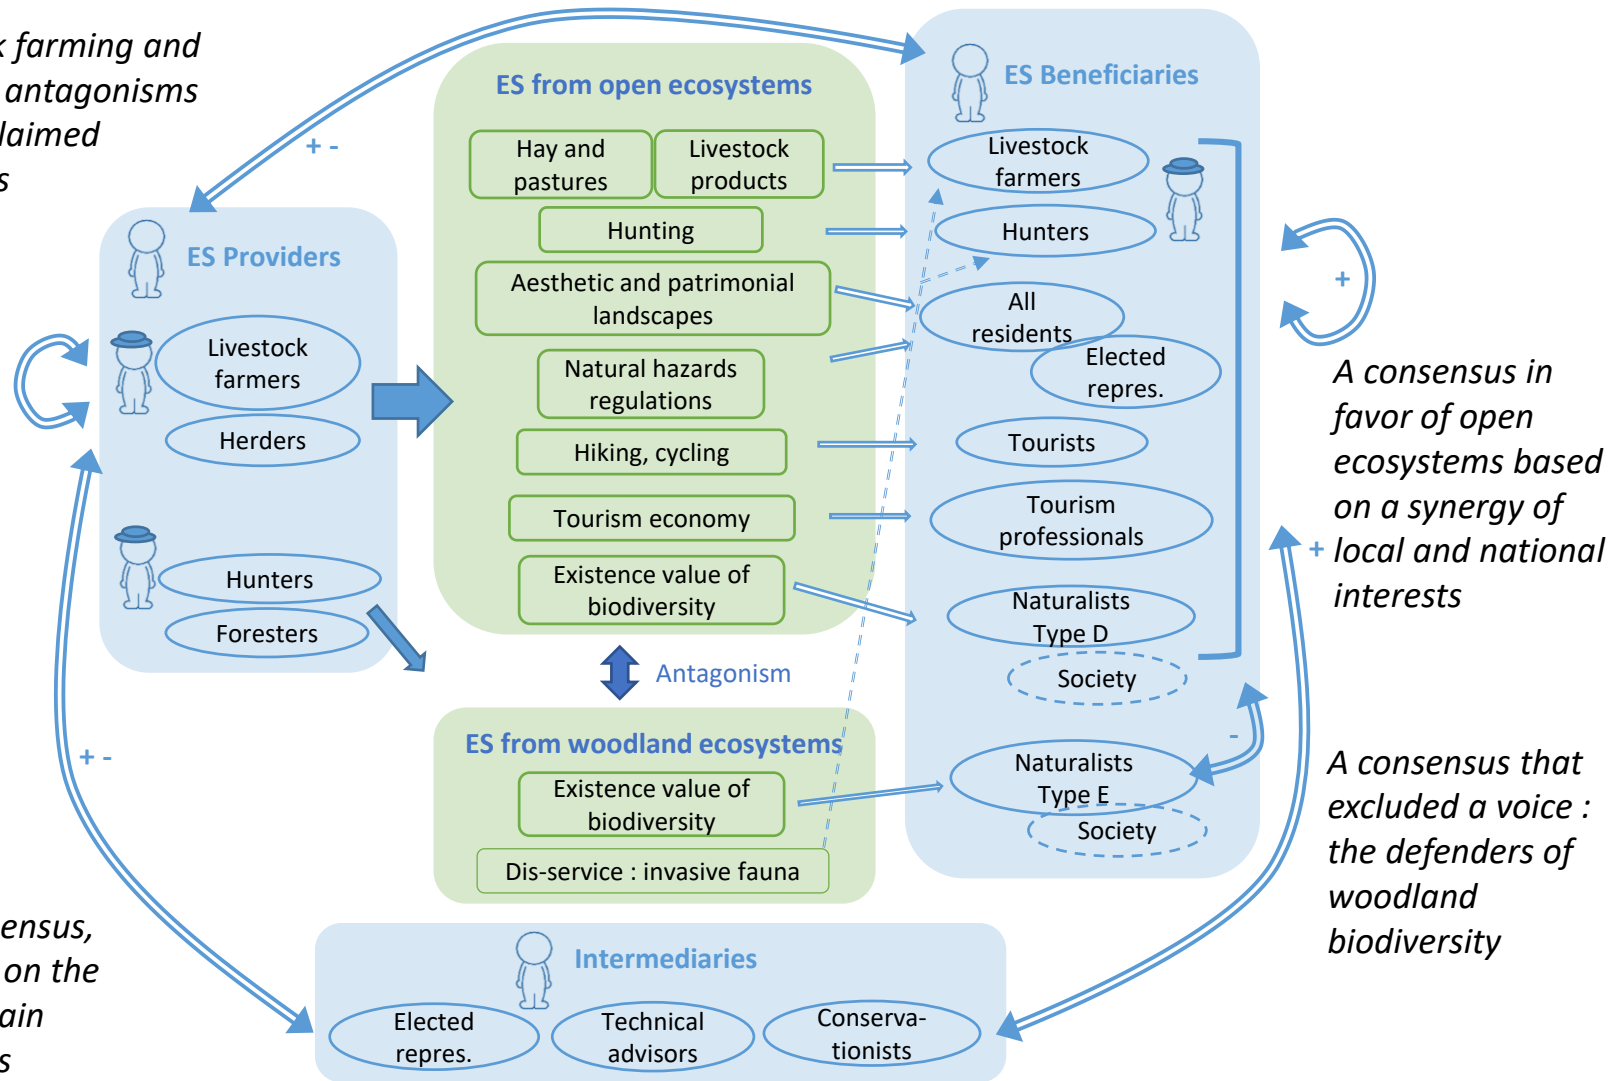 k farming and
antagonisms
laimed
s
+ -
ES Providers
Livestock
farmers
Herders
Hunters
Foresters
+ -
ensus,
on the
ain
s
ES from open ecosystems
Hay and
pastures
Livestock
products
Hunting
Aesthetic and patrimonial
landscapes
Natural hazards
regulations
Hiking, cycling
Tourism economy
Existence value of
biodiversity
Antagonism
ES from woodland ecosystems
Existence value of
biodiversity
Dis-service : invasive fauna
ES Beneficiaries
Livestock
farmers
Hunters
All
residents
Elected
repres.
Tourists
Tourism
professionals
Naturalists
Type D
Society
-
Naturalists
Type E
Society
+
A consensus in
favor of open
ecosystems based
on a synergy of
+ local and national
interests
A consensus that
excluded a voice :
the defenders of
woodland
biodiversity
Intermediaries
Elected
repres.
Technical
advisors
Conserva-
tionists